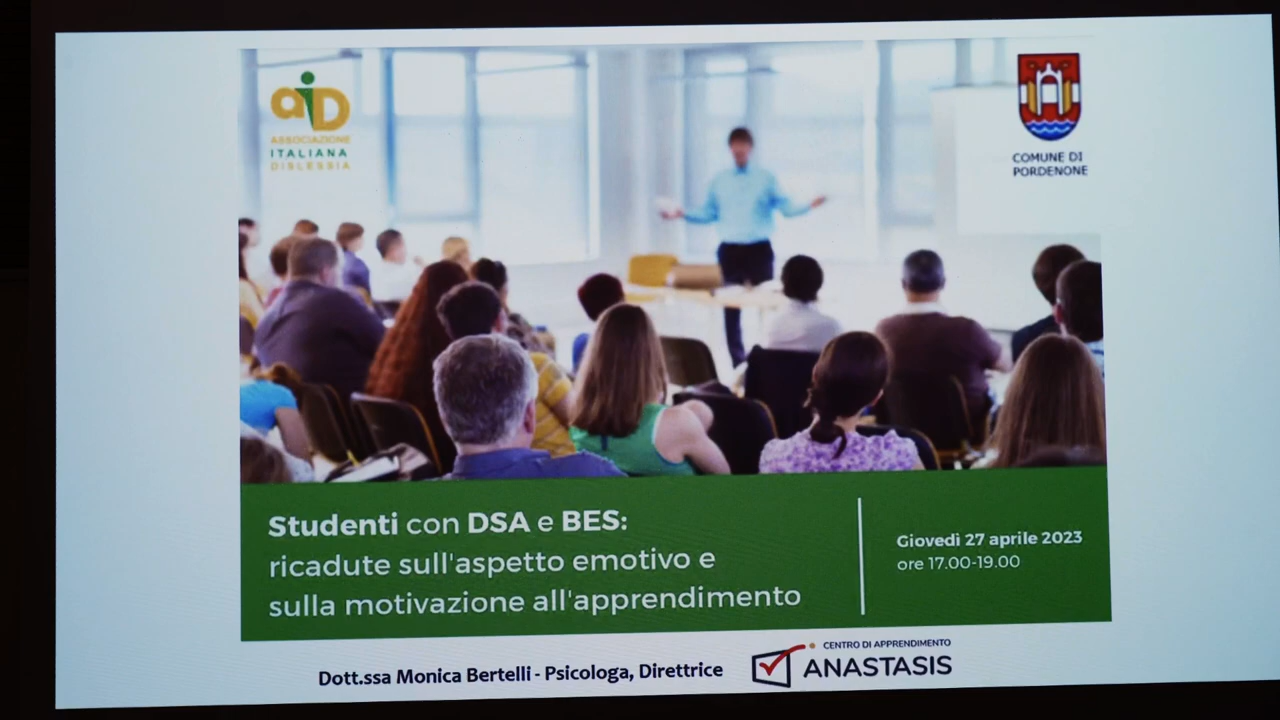 aiD
ASSOCIAZIONE
ITALIANA
DISLESSIA
COMUNE DI
PORDENONE
Studenti con DSA e BES:
ricadute sull'aspetto emotivo e
sulla motivazione all'apprendimento
Giovedì 27 aprile 2023
ore 17.00-19.00
Dott.ssa Monica Bertelli - Psicologa, Direttrice
CENTRO DI APPRENDIMENTO
ANASTASIS